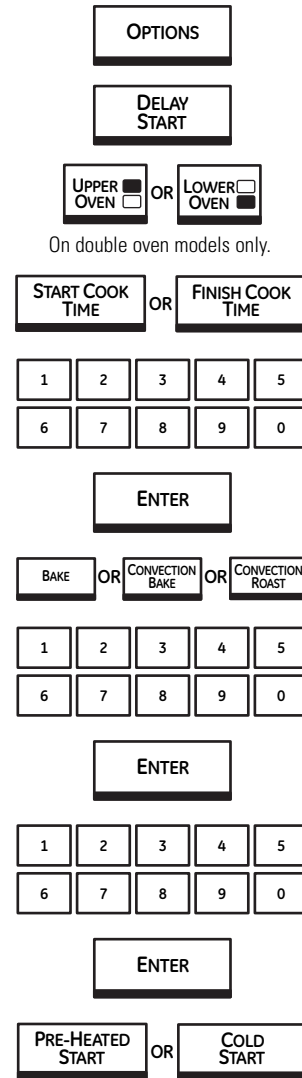 OPTIONS
DELAY
START
UPPER OVEN OR LOWER OVEN
On double oven models only.
START COOK TIME OR FINISH COOK TIME
1 2 3 4 5
6 7 8 9 0
ENTER
BAKE OR CONVECTION BAKE OR CONVECTION ROAST
1 2 3 4 5
6 7 8 9 0
ENTER
1 2 3 4 5
6 7 8 9 0
ENTER
PRE-HEATED START OR COLD START